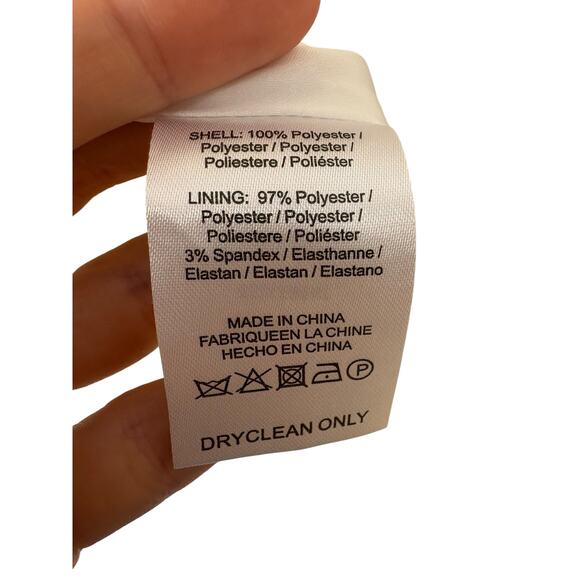 SHELL: 100% Polyester /
Polyester / Polyester /
Poliestere / Poliéster
LINING: 97% Polyester /
Polyester / Polyester /
Poliestere / Poliéster
3% Spandex / Elasthanne /
Elastan / Elastan / Elastano
MADE IN CHINA
FABRIQUEEN LA CHINE
HECHO EN CHINA
P
DRYCLEAN ONLY